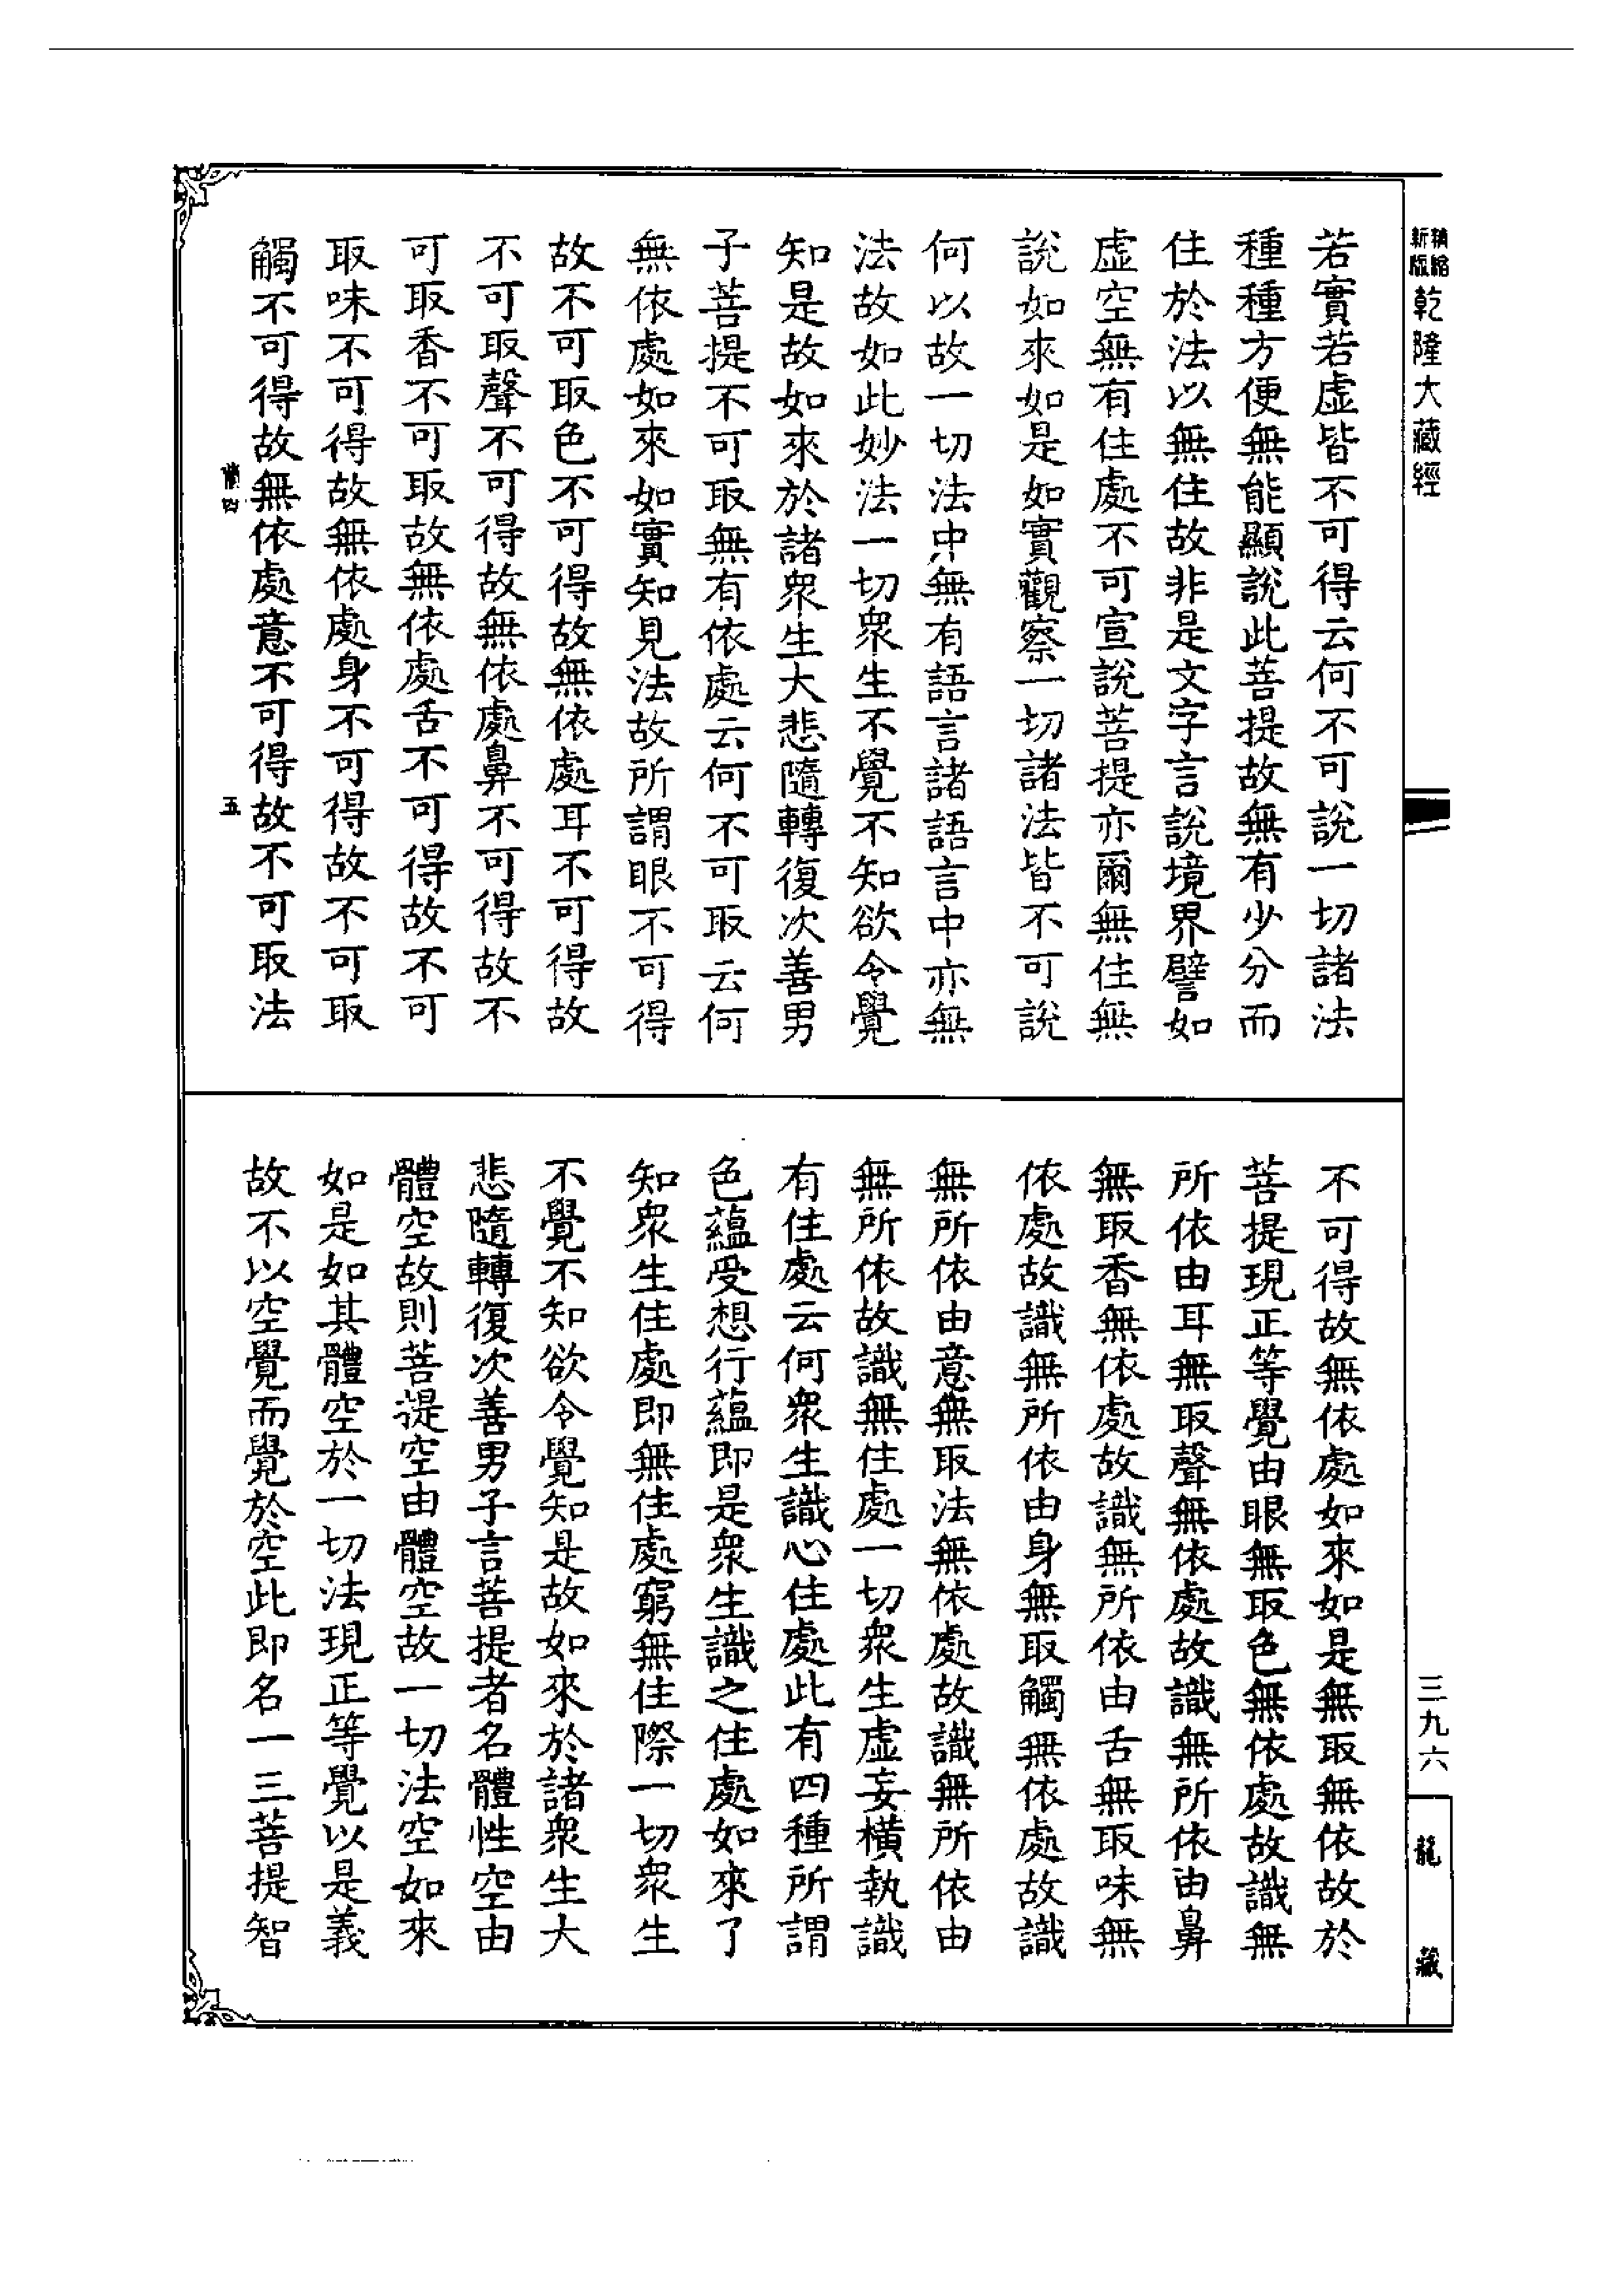 新版精縮乾隆大藏經
若實若虛皆不可得云何不可說一切諸法
種種方便無能顯說此菩提故無有少分而
住於法以無住故非是文字言說境界譬如
虛空無有住處不可宣說菩提亦爾無住無
說如來如是如實觀察一切諸法皆不可說
何以故一切法中無有語言諸語言中亦無
法故如此妙法一切眾生不覺不知欲令覺
知是故如來於諸眾生大悲隨轉復次善男
子菩提不可取無有依處云何不可取云何
無依處如來如實知見法故所謂眼不可得
故不可取色不可得故無依處耳不可得故
不可取聲不可得故無依處鼻不可得故不
可取香不可取故無依處舌不可得故不可
取味不可得故無依處身不可得故不可取
觸不可得故無依處意不可得故不可取法
五
不可得故無依處如來如是無取無依故於
菩提現正等覺由眼無取色無依處故識無
所依由耳無取聲無依處故識無所依由鼻
無取香無依處故識無所依由舌無取味無
依處故識無所依由身無取觸無依處故識
無所依由意無取法無依處故識無所依由
無所依故識無住處一切眾生虛妄橫執識
有住處云何眾生識心住處此有四種所謂
色蘊受想行蘊即是眾生識之住處如來了
知眾生住處即無住處窮無住際一切眾生
不覺不知欲令覺知是故如來於諸眾生大
悲隨轉復次善男子言菩提者名體性空由
體空故則菩提空由體空故一切法空如來
如是如其體空於一切法現正等覺以是義
故不以空覺而覺於空此即名一三菩提智
三九六
龍藏